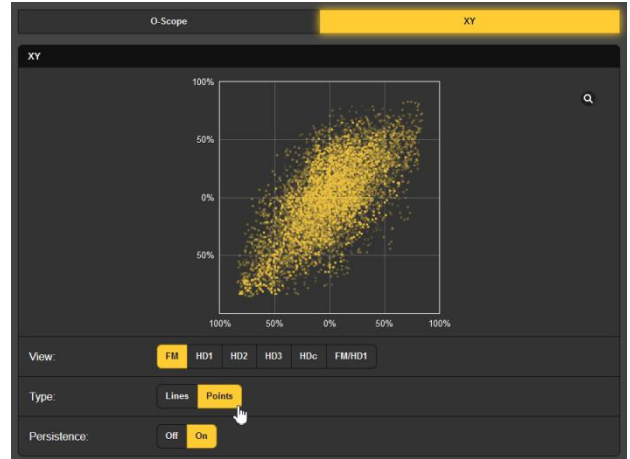 O-Scope XY
XY
100%
50%
0%
50%
100% 50% 0% 50% 100%
View: FM HD1 HD2 HD3 HDc FM/HD1
Type: Lines Points
Persistence: Off On